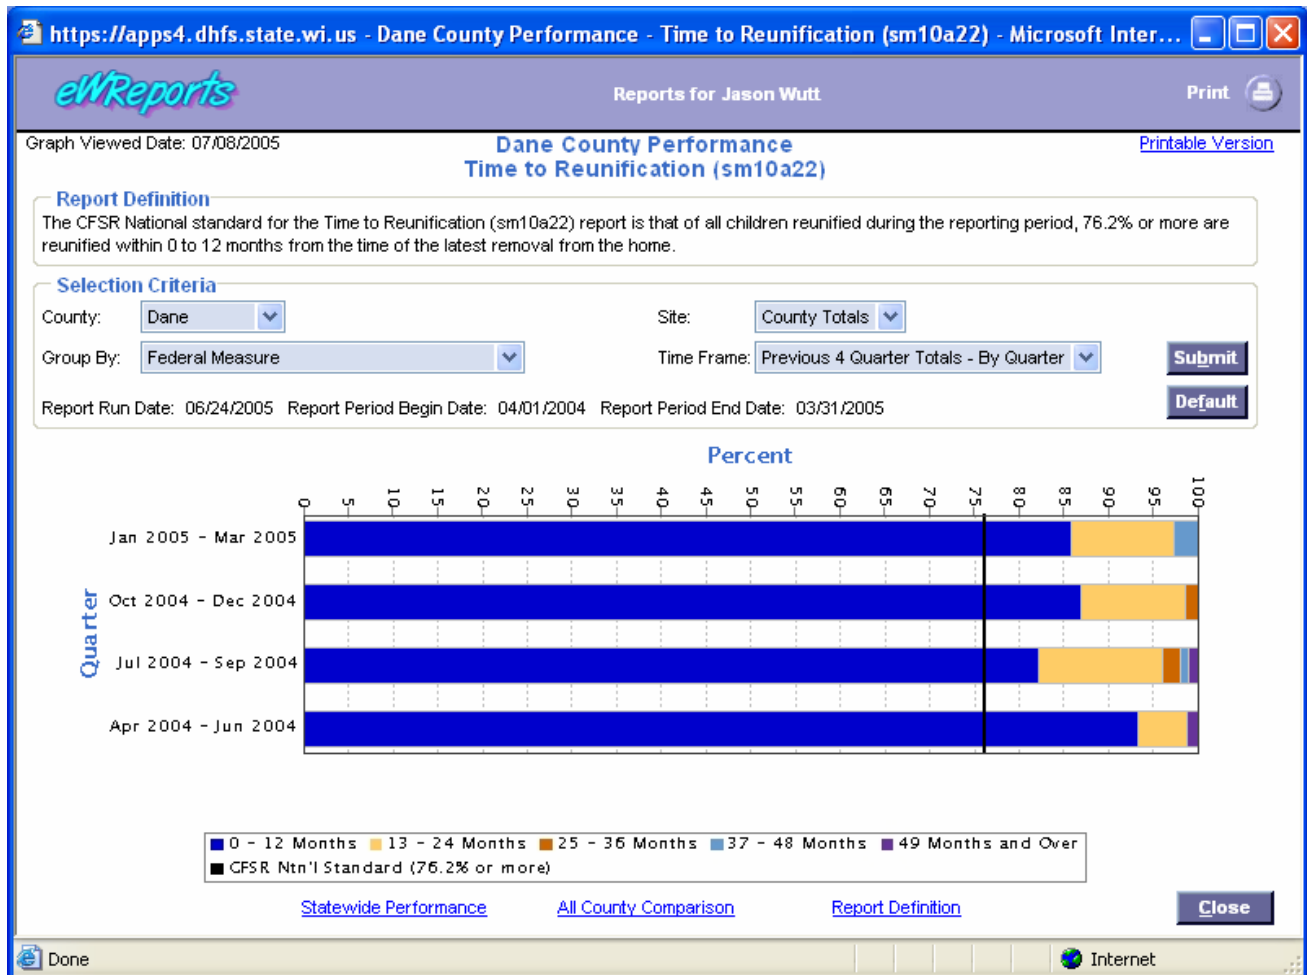 https://apps4.dhfs.state.wi.us - Dane County Performance - Time to Reunification (sm10a22) - Microsoft Inter...
eWReports
Reports for Jason Wutt
Print
Graph Viewed Date: 07/08/2005
Dane County Performance
Printable Version
Time to Reunification (sm10a22)
Report Definition
The CFSR National standard for the Time to Reunification (sm10a22) report is that of all children reunified during the reporting period, 76.2% or more are
reunified within 0 to 12 months from the time of the latest removal from the home.
Selection Criteria
County: Dane Site: County Totals
Group By: Federal Measure Time Frame: Previous 4 Quarter Totals - By Quarter Submit
Report Run Date: 06/24/2005 Report Period Begin Date: 04/01/2004 Report Period End Date: 03/31/2005 Default
Percent
0 5 10 15 20 25 30 35 40 45 50 55 60 65 70 75 80 85 90 95 100
Quarter
Jan 2005 - Mar 2005
Oct 2004 - Dec 2004
Jul 2004 - Sep 2004
Apr 2004 - Jun 2004
0 - 12 Months 13 - 24 Months 25 - 36 Months 37 - 48 Months 49 Months and Over
CFSR Ntn'l Standard (76.2% or more)
Statewide Performance All County Comparison Report Definition Close
Done Internet